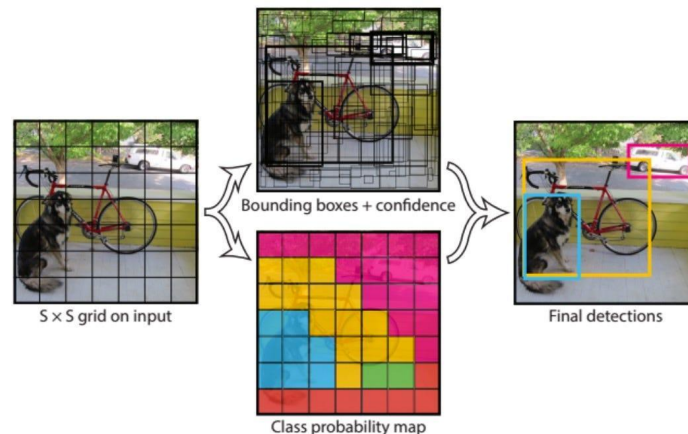 Bounding boxes + confidence
S × S grid on input
Final detections
Class probability map